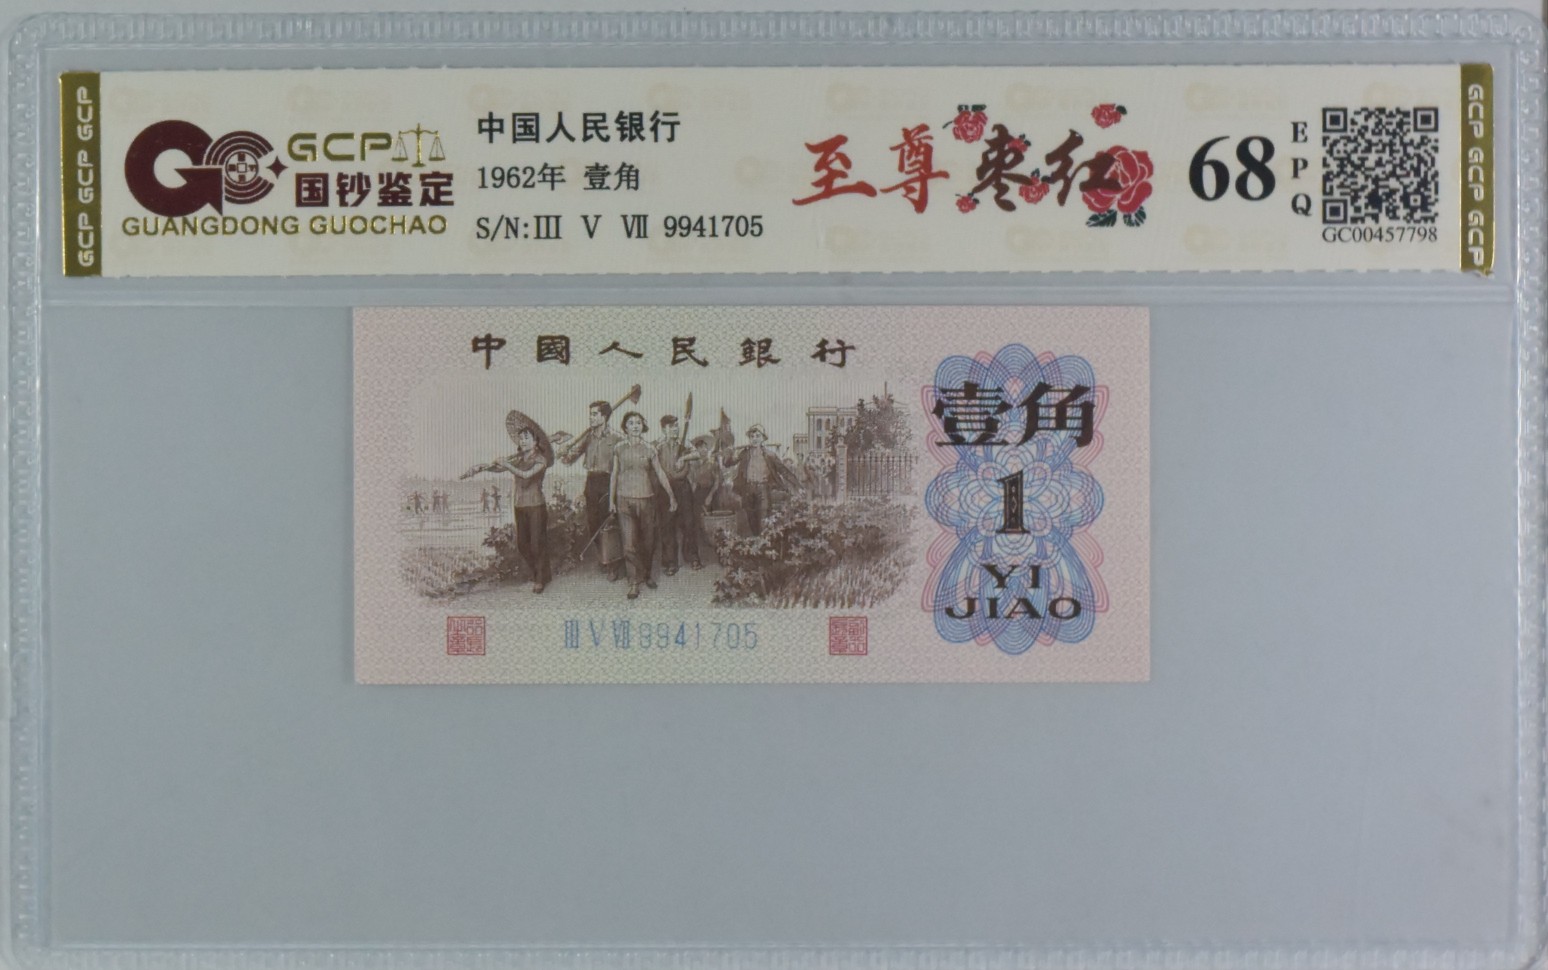 GCP GCP GCP
GCP
国钞鉴定
GUANGDONG GUOCHAO
中国人民银行
1962年 壹角
S/N:Ⅲ Ⅴ Ⅶ 9941705
至尊枣红
68
E
P
Q
GC00457798
GCP GCP GCP
中國人民銀行
壹角
1
YI
JIAO
Ⅲ Ⅴ Ⅶ 9941705